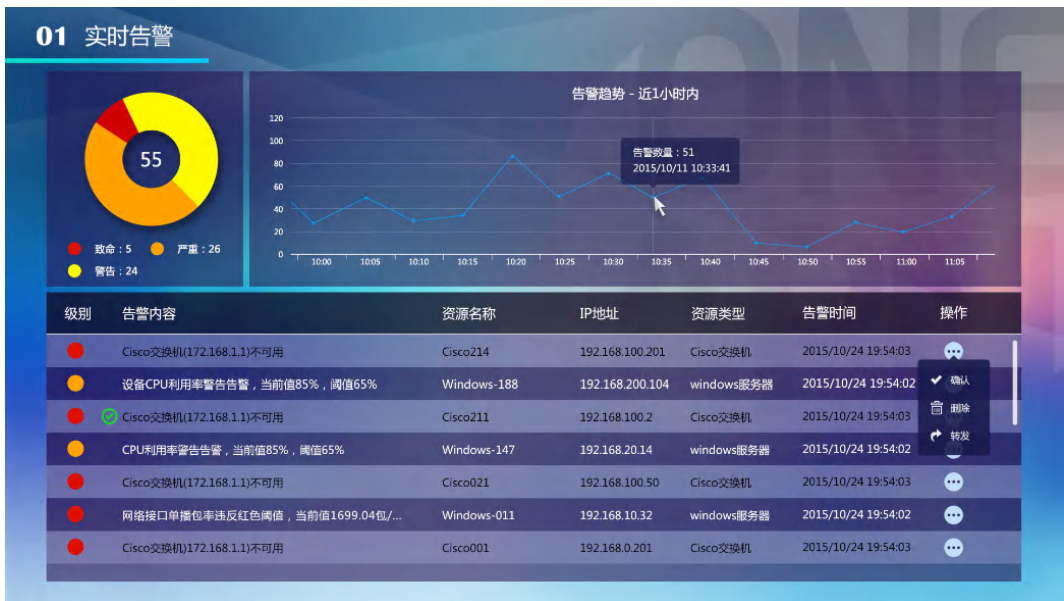 01 实时告警
55
致命：5 严重：26
警告：24
告警趋势 - 近1小时内
120
100
80
60
40
20
0
告警数量：51
2015/10/11 10:33:41
10:00 10:05 10:10 10:15 10:20 10:25 10:30 10:35 10:40 10:45 10:50 10:55 11:00 11:05
级别 告警内容 资源名称 IP地址 资源类型 告警时间 操作
Cisco交换机(172.168.1.1)不可用 Cisco214 192.168.100.201 Cisco交换机 2015/10/24 19:54:03
设备CPU利用率警告告警，当前值85%，阈值65% Windows-188 192.168.200.104 windows服务器 2015/10/24 19:54:02
Cisco交换机(172.168.1.1)不可用 Cisco211 192.168.100.2 Cisco交换机 2015/10/24 19:54:03
CPU利用率警告告警，当前值85%，阈值65% Windows-147 192.168.20.14 windows服务器 2015/10/24 19:54:02
Cisco交换机(172.168.1.1)不可用 Cisco021 192.168.100.50 Cisco交换机 2015/10/24 19:54:03
网络接口单播包率违反红色阈值，当前值1699.04包/... Windows-011 192.168.10.32 windows服务器 2015/10/24 19:54:02
Cisco交换机)172.168.1.1)不可用 Cisco001 192.168.0.201 Cisco交换机 2015/10/24 19:54:03
确认
删除
转发